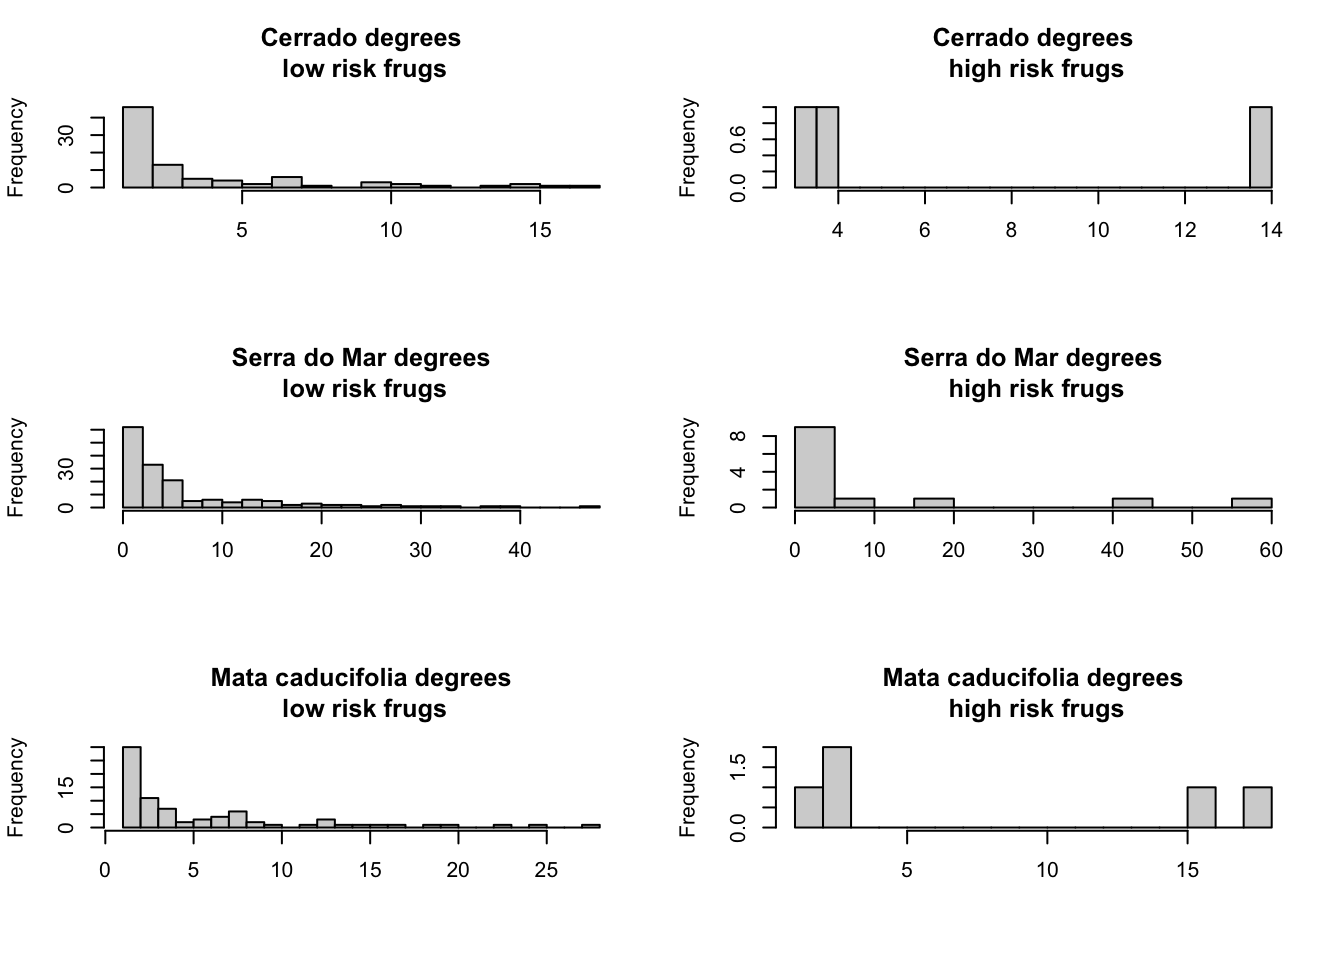 Cerrado degrees
low risk frugs
Frequency
0 30
5 10 15
Cerrado degrees
high risk frugs
Frequency
0.0 0.6
4 6 8 10 12 14
Serra do Mar degrees
low risk frugs
Frequency
0 30
0 10 20 30 40
Serra do Mar degrees
high risk frugs
Frequency
0 4 8
0 10 20 30 40 50 60
Mata caducifolia degrees
low risk frugs
Frequency
0 15
0 5 10 15 20 25
Mata caducifolia degrees
high risk frugs
Frequency
0.0 1.5
5 10 15